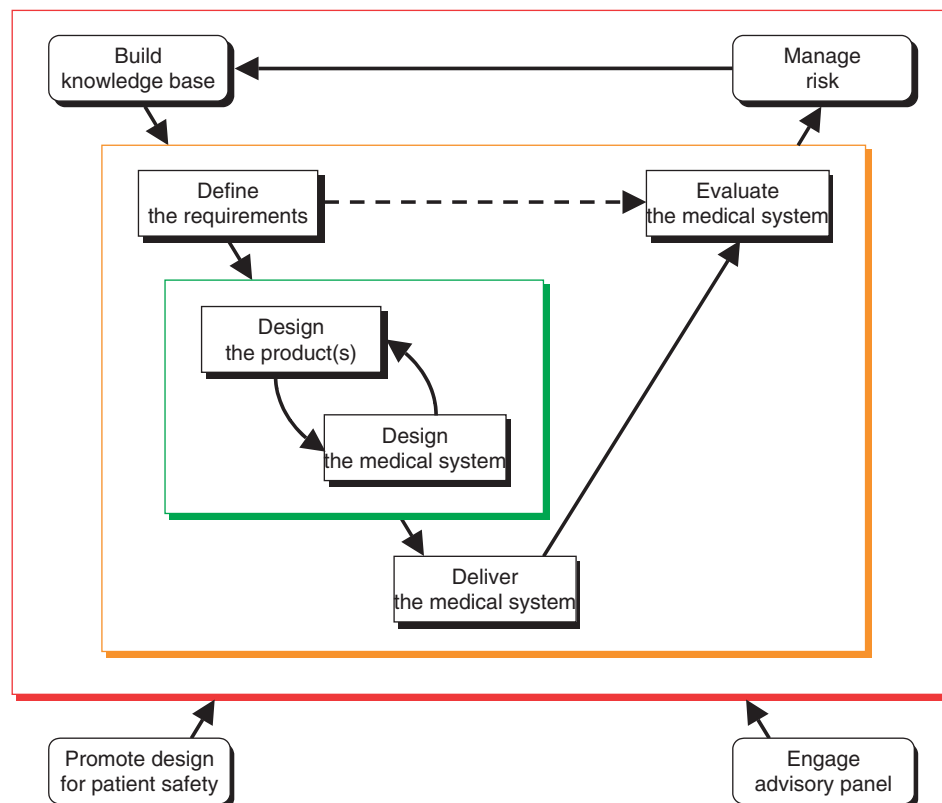 Build
knowledge base
Manage
risk
Define
the requirements
Evaluate
the medical system
Design
the product(s)
Design
the medical system
Deliver
the medical system
Promote design
for patient safety
Engage
advisory panel